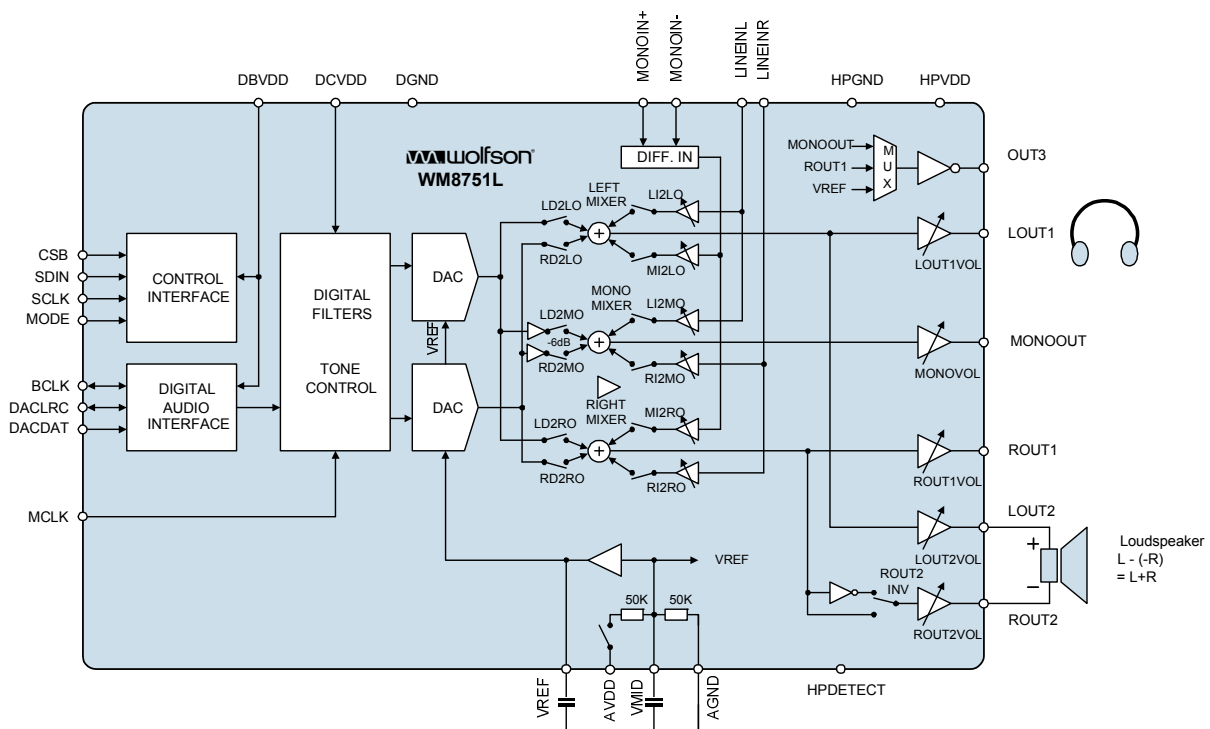 MONOIN+
MONOIN-
LINEINL
LINEINR
DBVDD
DCVDD
DGND
HPGND
HPVDD
wolfson
WM8751L
DIFF. IN
MONOOUT
ROUT1
VREF
M
U
X
OUT3
LEFT
MIXER
LD2LO
LI2LO
RD2LO
MI2LO
LOUT1VOL
LOUT1
CSB
SDIN
SCLK
MODE
CONTROL
INTERFACE
DIGITAL
FILTERS
TONE
CONTROL
DAC
VREF
DAC
MONO
MIXER
LD2MO
-6dB
RD2MO
LI2MO
RI2MO
MONOVOL
MONOOUT
BCLK
DACLRC
DACDAT
DIGITAL
AUDIO
INTERFACE
RIGHT
MIXER
LD2RO
MI2RO
RD2RO
RI2RO
ROUT1VOL
ROUT1
MCLK
LOUT2
LOUT2VOL
+
−
Loudspeaker
L - (-R)
= L+R
VREF
ROUT2
INV
50K
50K
ROUT2VOL
ROUT2
VREF
AVDD
VMID
AGND
HPDETECT